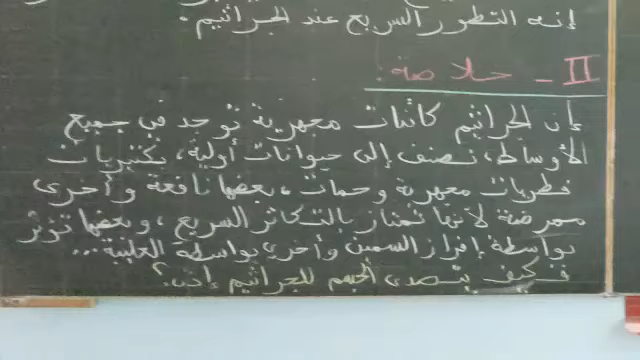 إنه التطور السريع عند الجراثيم.
II - خلاصة:
إن الجراثيم كائنات مجهرية توجد في جميع
الأوساط، تصنف إلى حيوانات أولية، بكتيريات
فطريات مجهرية وحمات، بعضها نافعة وأخرى
ممرضة لأنها تمتاز بالتكاثر السريع، وبعضها تؤثر
بواسطة إفراز السمين وأخرى بواسطة العلبية...
فكيف يتصدى الجسم للجراثيم إذن؟